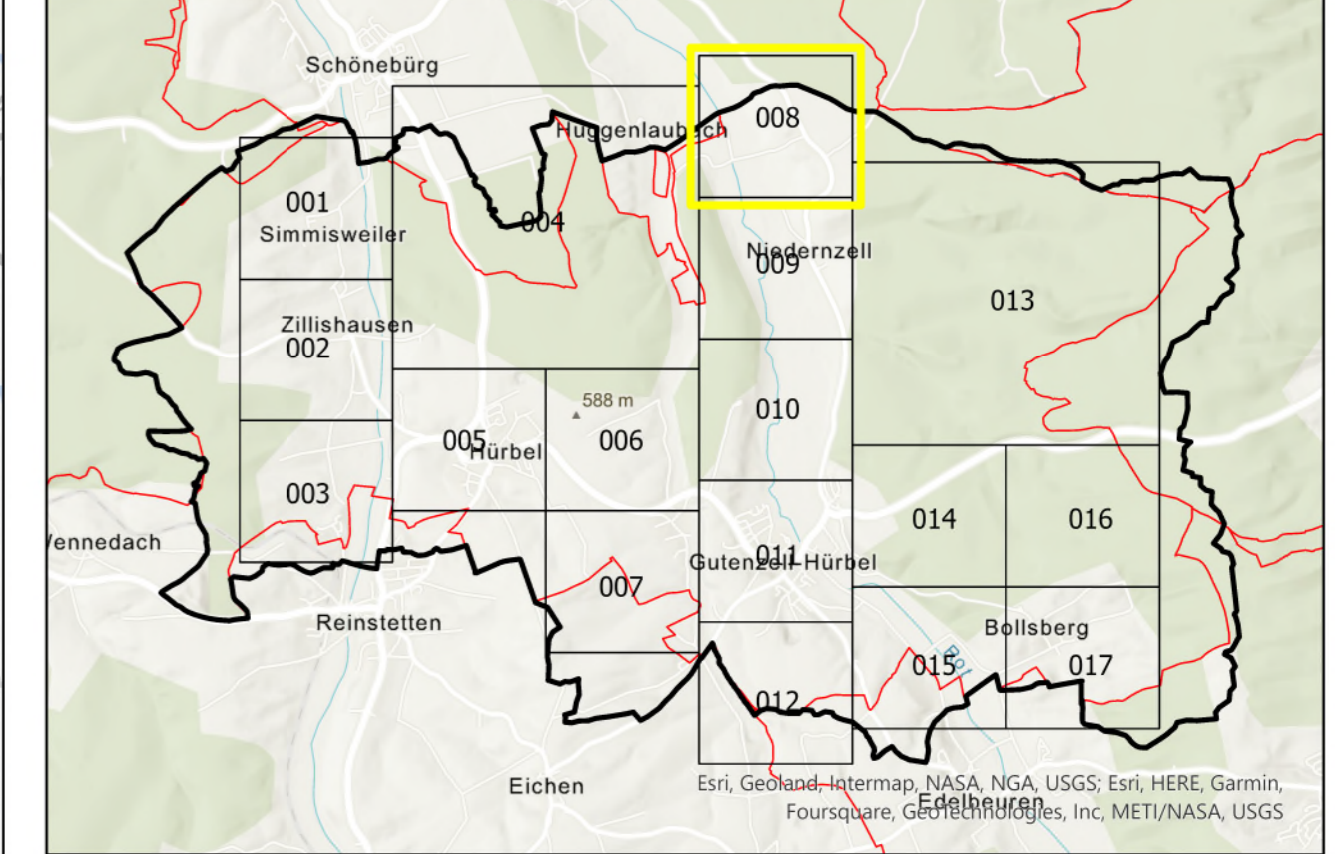 Schönebürg
008
Huggenlaubach
001
004
Simmisweiler
Niedernzell
009
013
Zillishausen
002
588 m
010
005
006
Hürbel
003
014
016
Vennedach
011
Gutenzell-Hürbel
007
Reinstetten
Bollsberg
Rot
015
017
012
Eichen
Esri, Geoland, Intermap, NASA, NGA, USGS; Esri, HERE, Garmin,
Edelbeuren
Foursquare, GeoTechnologies, Inc, METI/NASA, USGS